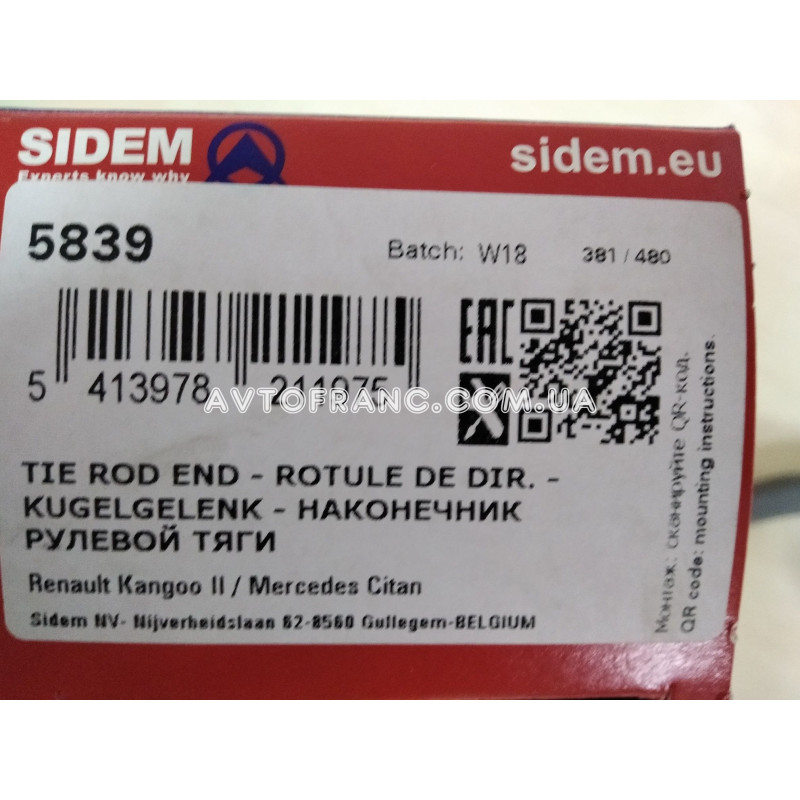 SIDEM
Experts know why
sidem.eu
5839
Batch: W18 381 / 480
EAC
5 413978 211975
AVTOFRANC.COM.UA
TIE ROD END - ROTULE DE DIR. -
KUGELGELENK - НАКОНЕЧНИК
РУЛЕВОЙ ТЯГИ
Renault Kangoo II / Mercedes Citan
Sidem NV- Nijverheidslaan 62-8560 Gullegem-BELGIUM
Монтаж: сканируйте QR-код.
QR code: mounting instructions.